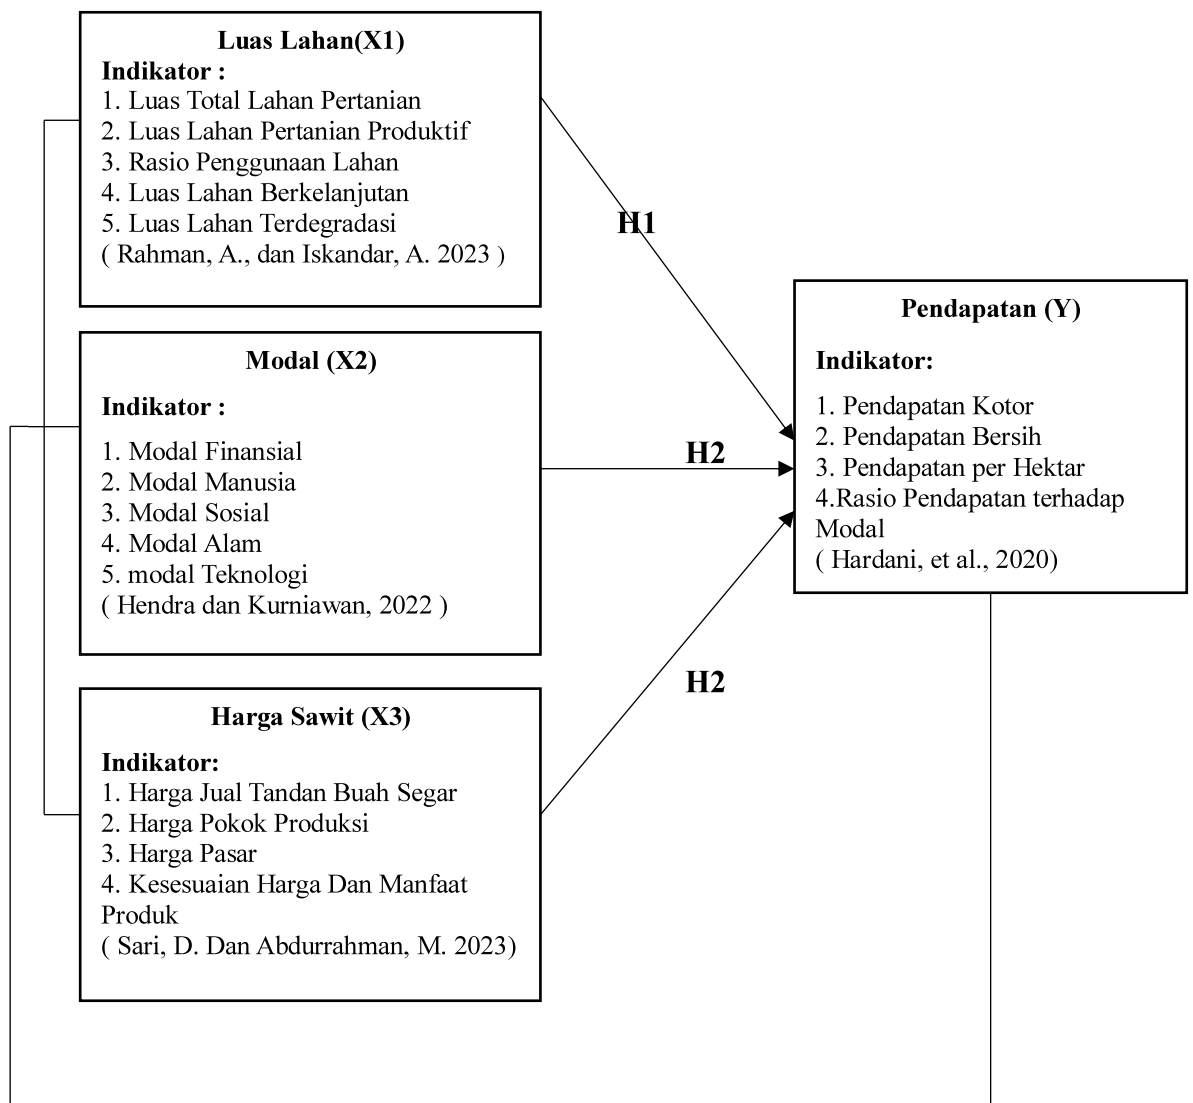 Luas Lahan(X1)
Indikator :
1. Luas Total Lahan Pertanian
2. Luas Lahan Pertanian Produktif
3. Rasio Penggunaan Lahan
4. Luas Lahan Berkelanjutan
5. Luas Lahan Terdegradasi
( Rahman, A., dan Iskandar, A. 2023 )
H1
Modal (X2)
Indikator :
1. Modal Finansial
2. Modal Manusia
3. Modal Sosial
4. Modal Alam
5. modal Teknologi
( Hendra dan Kurniawan, 2022 )
H2
Harga Sawit (X3)
Indikator:
1. Harga Jual Tandan Buah Segar
2. Harga Pokok Produksi
3. Harga Pasar
4. Kesesuaian Harga Dan Manfaat
Produk
( Sari, D. Dan Abdurrahman, M. 2023)
H2
Pendapatan (Y)
Indikator:
1. Pendapatan Kotor
2. Pendapatan Bersih
3. Pendapatan per Hektar
4.Rasio Pendapatan terhadap
Modal
( Hardani, et al., 2020)